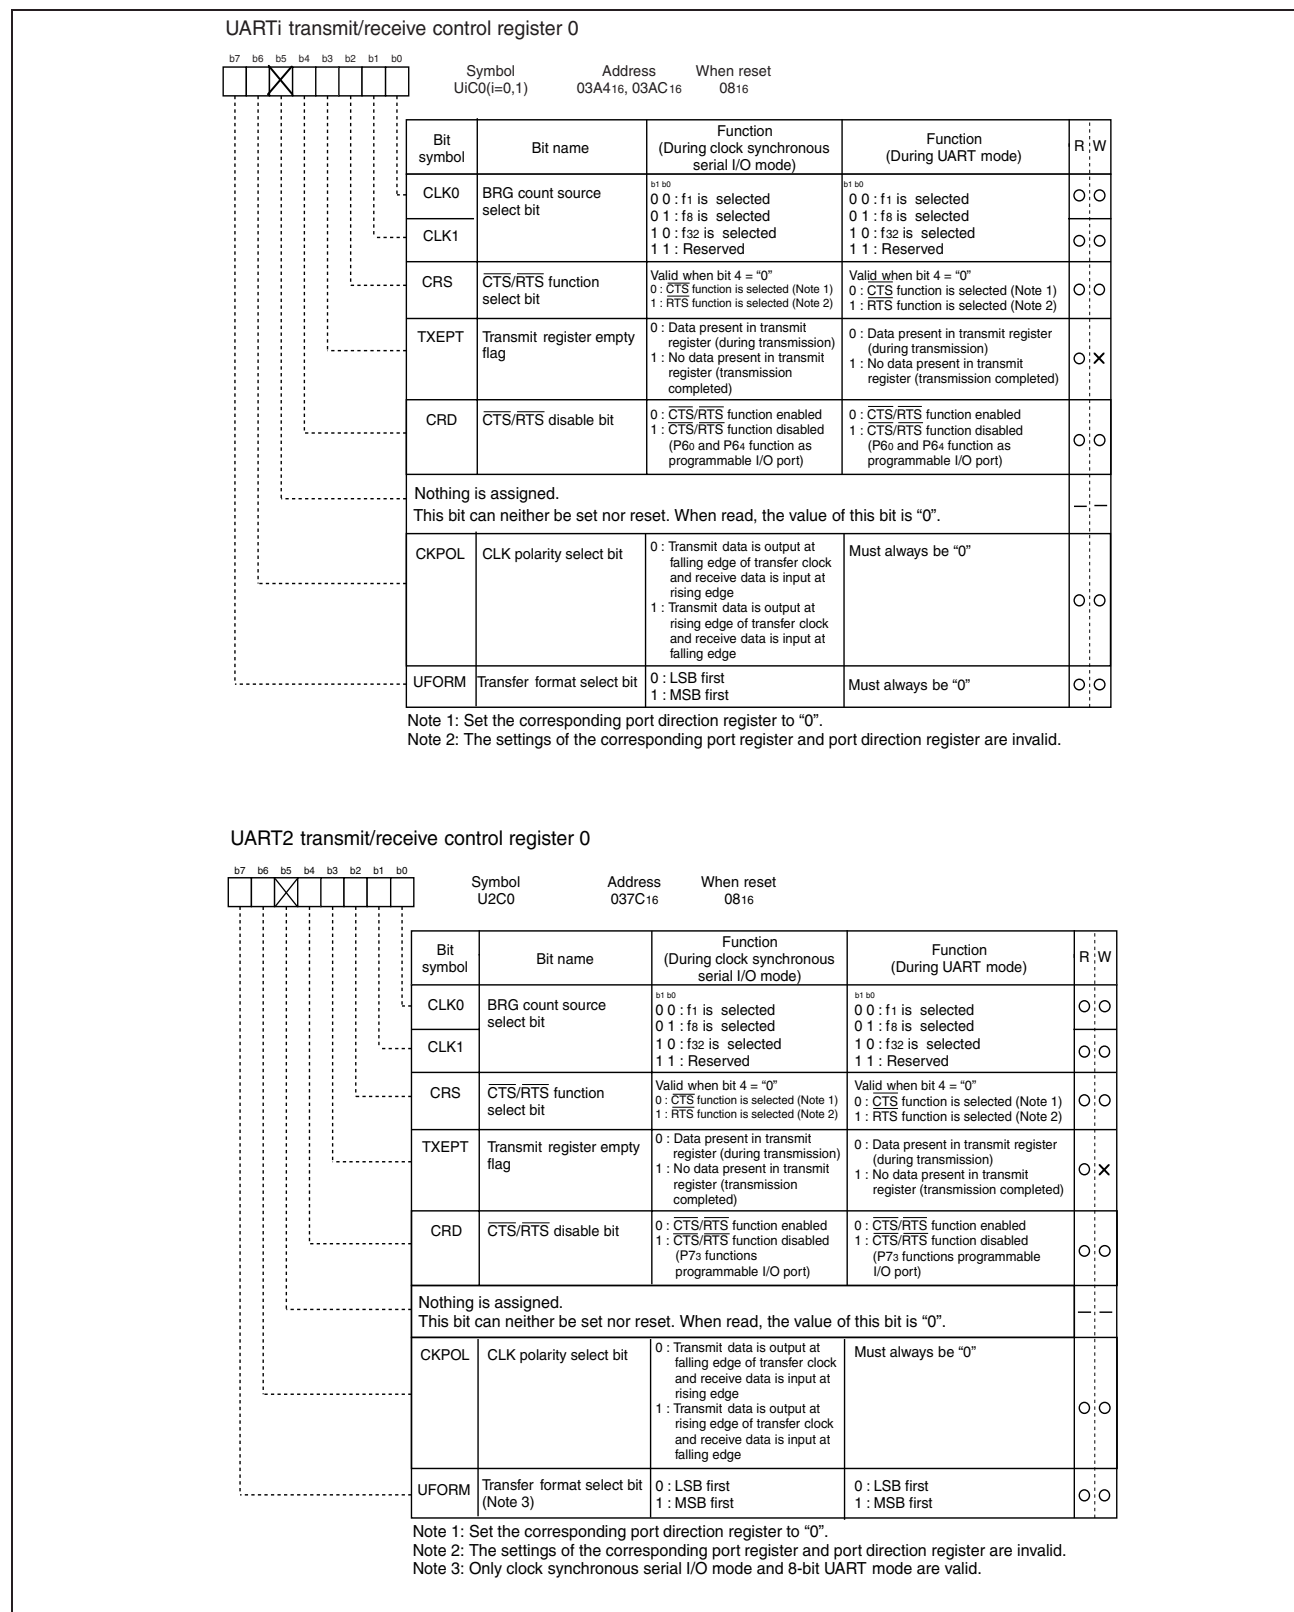 UARTi transmit/receive control register 0
b7 b6 b5 b4 b3 b2 b1 b0
Symbol Address When reset
UiC0(i=0,1) 03A416, 03AC16 0816
Bit symbol Bit name Function (During clock synchronous serial I/O mode) Function (During UART mode) R W
CLK0 BRG count source select bit
b1 b0
0 0 : f1 is selected
0 1 : f8 is selected
1 0 : f32 is selected
1 1 : Reserved
b1 b0
0 0 : f1 is selected
0 1 : f8 is selected
1 0 : f32 is selected
1 1 : Reserved
CLK1
CRS CTS/RTS function select bit
Valid when bit 4 = “0”
0 : CTS function is selected (Note 1)
1 : RTS function is selected (Note 2)
Valid when bit 4 = “0”
0 : CTS function is selected (Note 1)
1 : RTS function is selected (Note 2)
TXEPT Transmit register empty flag
0 : Data present in transmit
register (during transmission)
1 : No data present in transmit
register (transmission
completed)
0 : Data present in transmit register
(during transmission)
1 : No data present in transmit
register (transmission completed)
CRD CTS/RTS disable bit
0 : CTS/RTS function enabled
1 : CTS/RTS function disabled
(P60 and P64 function as
programmable I/O port)
0 : CTS/RTS function enabled
1 : CTS/RTS function disabled
(P60 and P64 function as
programmable I/O port)
Nothing is assigned.
This bit can neither be set nor reset. When read, the value of this bit is “0”.
CKPOL CLK polarity select bit
0 : Transmit data is output at
falling edge of transfer clock
and receive data is input at
rising edge
1 : Transmit data is output at
rising edge of transfer clock
and receive data is input at
falling edge
Must always be “0”
UFORM Transfer format select bit
0 : LSB first
1 : MSB first
Must always be “0”
Note 1: Set the corresponding port direction register to “0”.
Note 2: The settings of the corresponding port register and port direction register are invalid.
UART2 transmit/receive control register 0
b7 b6 b5 b4 b3 b2 b1 b0
Symbol Address When reset
U2C0 037C16 0816
Bit symbol Bit name Function (During clock synchronous serial I/O mode) Function (During UART mode) R W
CLK0 BRG count source select bit
b1 b0
0 0 : f1 is selected
0 1 : f8 is selected
1 0 : f32 is selected
1 1 : Reserved
b1 b0
0 0 : f1 is selected
0 1 : f8 is selected
1 0 : f32 is selected
1 1 : Reserved
CLK1
CRS CTS/RTS function select bit
Valid when bit 4 = “0”
0 : CTS function is selected (Note 1)
1 : RTS function is selected (Note 2)
Valid when bit 4 = “0”
0 : CTS function is selected (Note 1)
1 : RTS function is selected (Note 2)
TXEPT Transmit register empty flag
0 : Data present in transmit
register (during transmission)
1 : No data present in transmit
register (transmission
completed)
0 : Data present in transmit register
(during transmission)
1 : No data present in transmit
register (transmission completed)
CRD CTS/RTS disable bit
0 : CTS/RTS function enabled
1 : CTS/RTS function disabled
(P73 functions
programmable I/O port)
0 : CTS/RTS function enabled
1 : CTS/RTS function disabled
(P73 functions programmable
I/O port)
Nothing is assigned.
This bit can neither be set nor reset. When read, the value of this bit is “0”.
CKPOL CLK polarity select bit
0 : Transmit data is output at
falling edge of transfer clock
and receive data is input at
rising edge
1 : Transmit data is output at
rising edge of transfer clock
and receive data is input at
falling edge
Must always be “0”
UFORM Transfer format select bit
(Note 3)
0 : LSB first
1 : MSB first
0 : LSB first
1 : MSB first
Note 1: Set the corresponding port direction register to “0”.
Note 2: The settings of the corresponding port register and port direction register are invalid.
Note 3: Only clock synchronous serial I/O mode and 8-bit UART mode are valid.